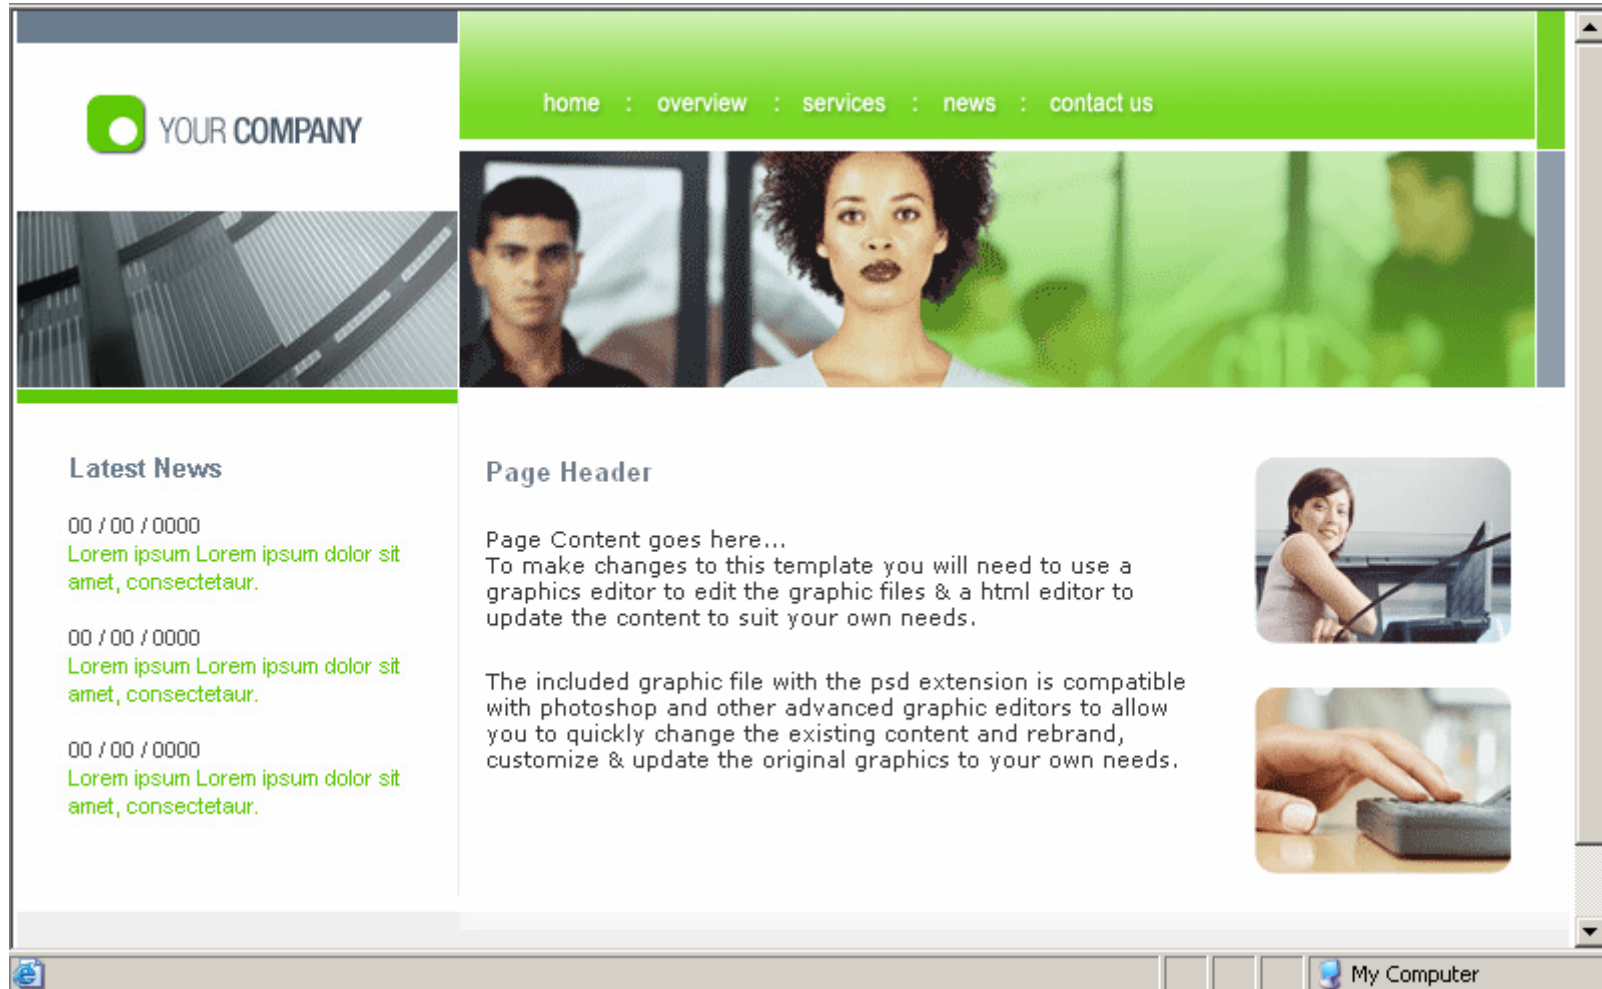 home : overview : services : news : contact us
YOUR COMPANY
Latest News
00 / 00 / 0000
Lorem ipsum Lorem ipsum dolor sit
amet, consectetaur.
00 / 00 / 0000
Lorem ipsum Lorem ipsum dolor sit
amet, consectetaur.
00 / 00 / 0000
Lorem ipsum Lorem ipsum dolor sit
amet, consectetaur.
Page Header
Page Content goes here...
To make changes to this template you will need to use a
graphics editor to edit the graphic files & a html editor to
update the content to suit your own needs.
The included graphic file with the psd extension is compatible
with photoshop and other advanced graphic editors to allow
you to quickly change the existing content and rebrand,
customize & update the original graphics to your own needs.
My Computer